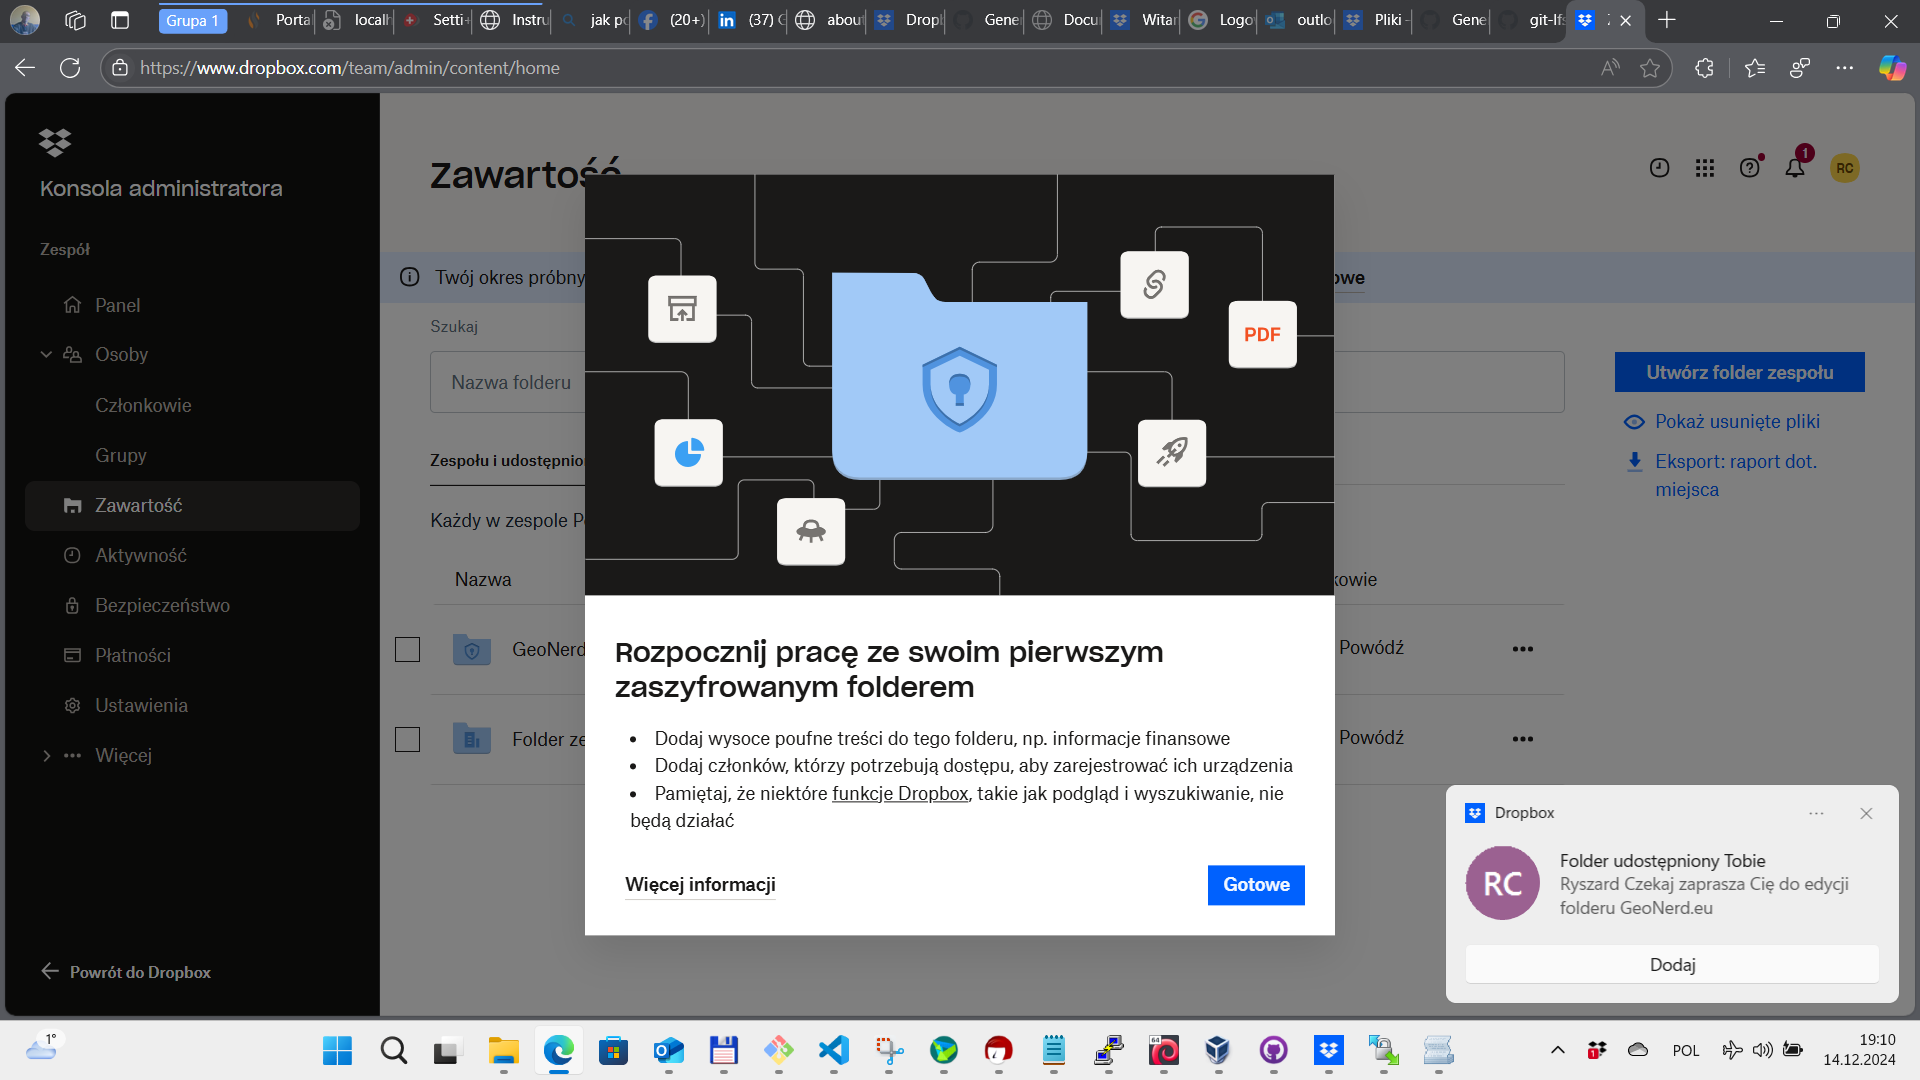 Grupa 1
Porta
localh
Setti
Instru
jak po
(20+)
(37)
about
Dropb
Gene
Docu
Witar
Logo
outlo
Pliki -
Gene
git-lfs
https://www.dropbox.com/team/admin/content/home
Konsola administratora
Zespół
Panel
Osoby
Członkowie
Grupy
Zawartość
Aktywność
Bezpieczeństwo
Płatności
Ustawienia
Więcej
Powrót do Dropbox
Zawartość
1
RC
Twój okres próbny
owe
Szukaj
Nazwa folderu
Utwórz folder zespołu
Pokaż usunięte pliki
Eksport: raport dot.
miejsca
Zespołu i udostępnio
Każdy w zespole P
Nazwa
kowie
GeoNerd
Powódź
Folder ze
Powódź
PDF
Rozpocznij pracę ze swoim pierwszym
zaszyfrowanym folderem
• Dodaj wysoce poufne treści do tego folderu, np. informacje finansowe
• Dodaj członków, którzy potrzebują dostępu, aby zarejestrować ich urządzenia
• Pamiętaj, że niektóre funkcje Dropbox, takie jak podgląd i wyszukiwanie, nie
będą działać
Więcej informacji
Gotowe
Dropbox
RC
Folder udostępniony Tobie
Ryszard Czekaj zaprasza Cię do edycji
folderu GeoNerd.eu
Dodaj
1°
64
1
POL
19:10
14.12.2024